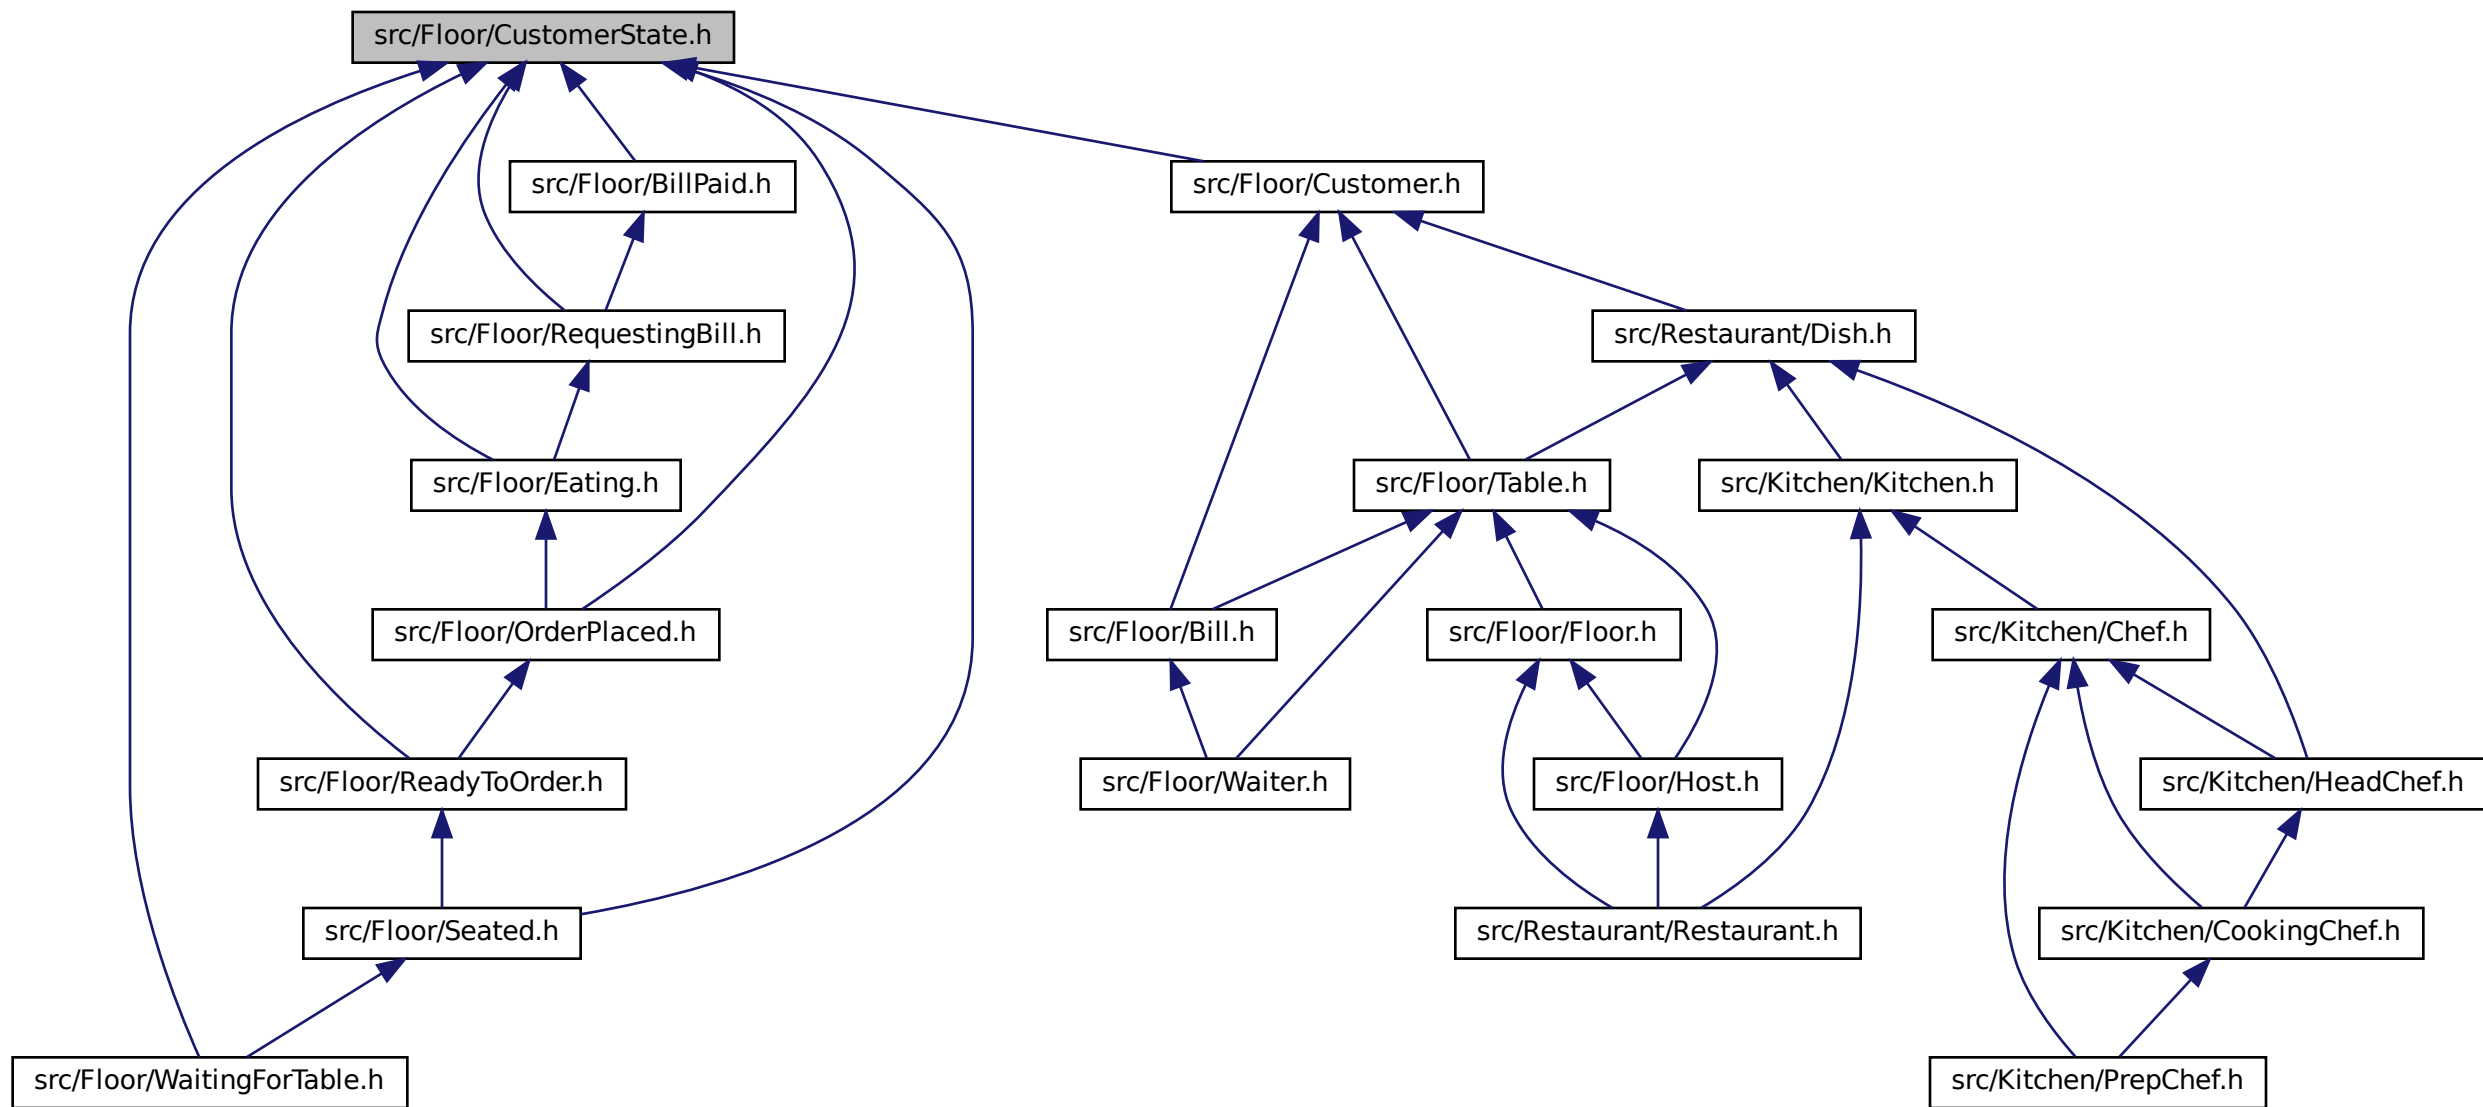 src/Floor/CustomerState.h
src/Floor/BillPaid.h
src/Floor/Customer.h
src/Floor/RequestingBill.h
src/Restaurant/Dish.h
src/Floor/Eating.h
src/Floor/Table.h
src/Kitchen/Kitchen.h
src/Floor/OrderPlaced.h
src/Floor/Bill.h
src/Floor/Floor.h
src/Kitchen/Chef.h
src/Floor/ReadyToOrder.h
src/Floor/Waiter.h
src/Floor/Host.h
src/Kitchen/HeadChef.h
src/Floor/Seated.h
src/Restaurant/Restaurant.h
src/Kitchen/CookingChef.h
src/Floor/WaitingForTable.h
src/Kitchen/PrepChef.h